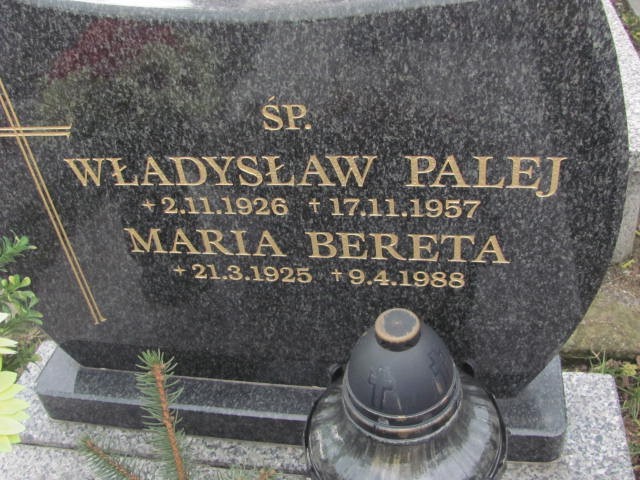 ŚP.
WŁADYSŁAW PALEJ
+ 2.11.1926 † 17.11.1957
MARIA BERETA
+ 21.3.1925 † 9.4.1988